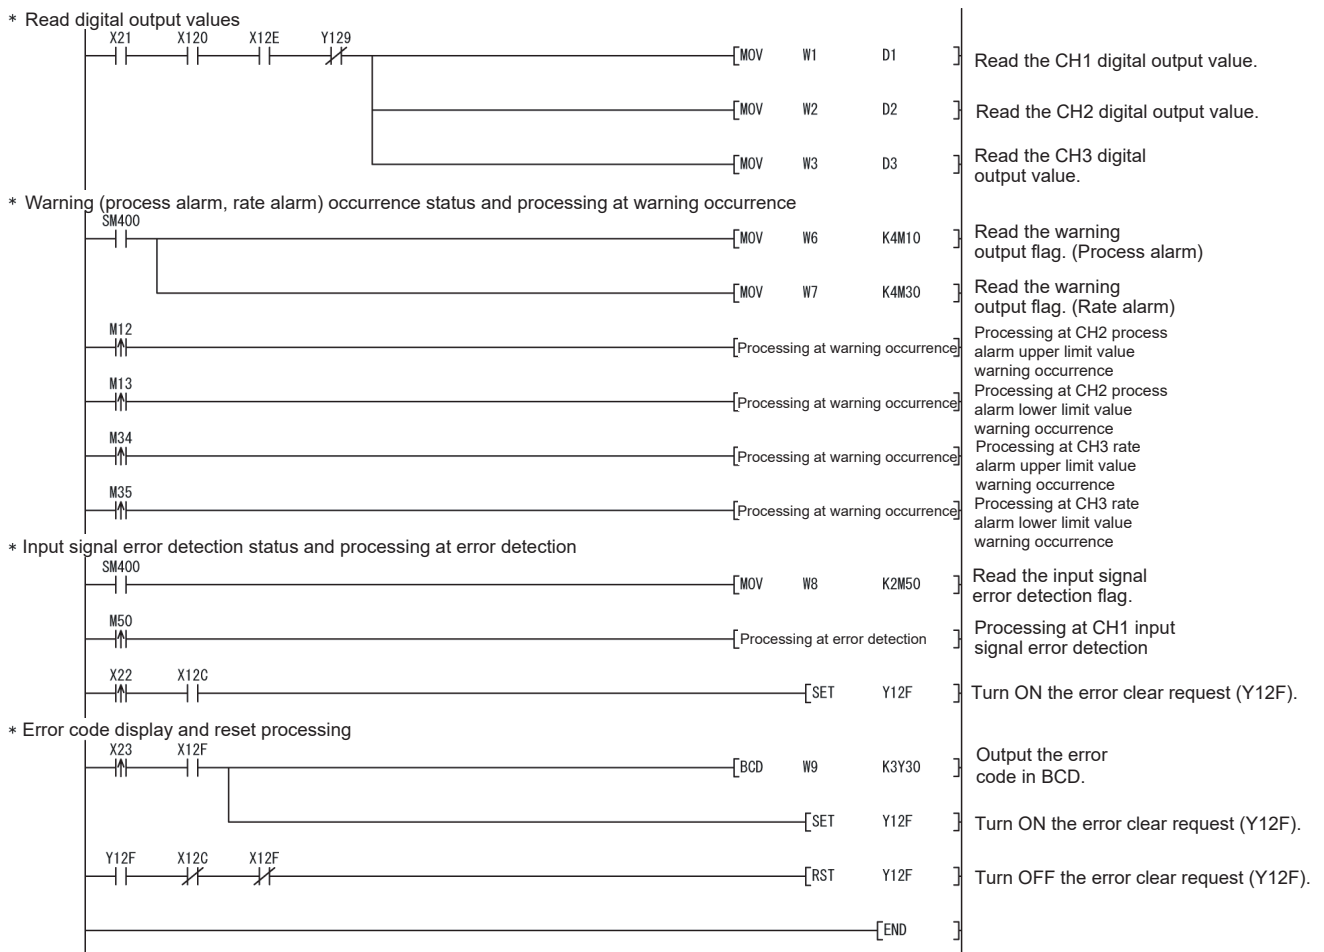 * Read digital output values
X21 X120 X12E Y129
MOV W1 D1 Read the CH1 digital output value.
MOV W2 D2 Read the CH2 digital output value.
MOV W3 D3 Read the CH3 digital
output value.
* Warning (process alarm, rate alarm) occurrence status and processing at warning occurrence
SM400
MOV W6 K4M10 Read the warning
output flag. (Process alarm)
MOV W7 K4M30 Read the warning
output flag. (Rate alarm)
M12
Processing at warning occurrence Processing at CH2 process
alarm upper limit value
warning occurrence
M13
Processing at warning occurrence Processing at CH2 process
alarm lower limit value
warning occurrence
M34
Processing at warning occurrence Processing at CH3 rate
alarm upper limit value
warning occurrence
M35
Processing at warning occurrence Processing at CH3 rate
alarm lower limit value
warning occurrence
* Input signal error detection status and processing at error detection
SM400
MOV W8 K2M50 Read the input signal
error detection flag.
M50
Processing at error detection Processing at CH1 input
signal error detection
X22 X12C
SET Y12F Turn ON the error clear request (Y12F).
* Error code display and reset processing
X23 X12F
BCD W9 K3Y30 Output the error
code in BCD.
SET Y12F Turn ON the error clear request (Y12F).
Y12F X12C X12F
RST Y12F Turn OFF the error clear request (Y12F).
END